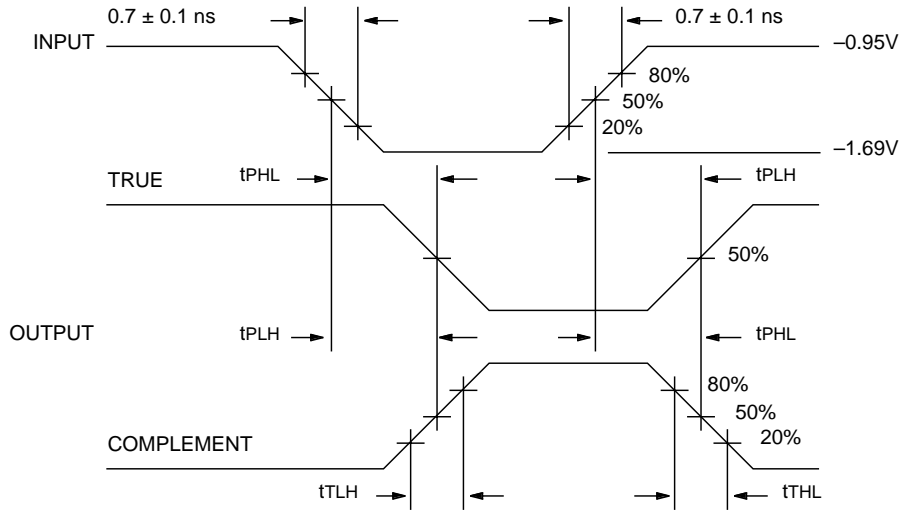 0.7 ± 0.1 ns 0.7 ± 0.1 ns
INPUT –0.95V
80%
50%
20%
–1.69V
tPHL tPLH
TRUE
50%
OUTPUT tPLH tPHL
80%
50%
20%
COMPLEMENT
tTLH tTHL